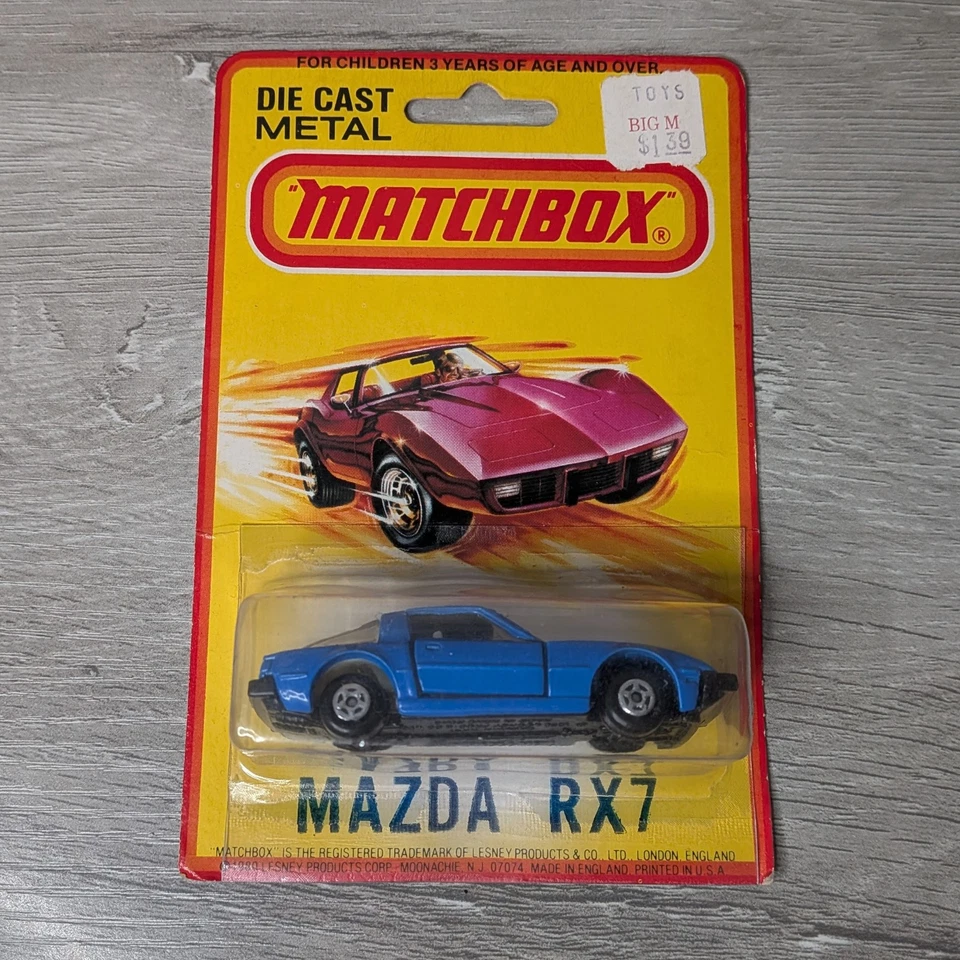 FOR CHILDREN 3 YEARS OF AGE AND OVER
DIE CAST
METAL
TOYS
BIG M
$1 39
"MATCHBOX"®
MAZDA RX7
"MATCHBOX" IS THE REGISTERED TRADEMARK OF LESNEY PRODUCTS & CO., LTD., LONDON, ENGLAND
LESNEY PRODUCTS CORP. MOONACHIE, N.J. 07074 MADE IN ENGLAND. PRINTED IN U.S.A.